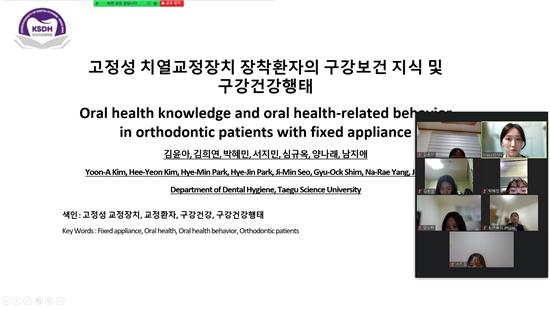 KSDH
고정성 치열교정장치 장착환자의 구강보건 지식 및
구강건강행태
Oral health knowledge and oral health-related behavior
in orthodontic patients with fixed appliance
김윤아, 김희연, 박혜민, 서지민, 심규옥, 양나래, 남지애
Yoon-A Kim, Hee-Yeon Kim, Hye-Min Park, Hye-Jin Park, Ji-Min Seo, Gyu-Ock Shim, Na-Rae Yang, J
Department of Dental Hygiene, Taegu Science University
색인 : 고정성 교정장치, 교정환자, 구강건강, 구강건강행태
Key Words : Fixed appliance, Oral health, Oral health behavior, Orthodontic patients